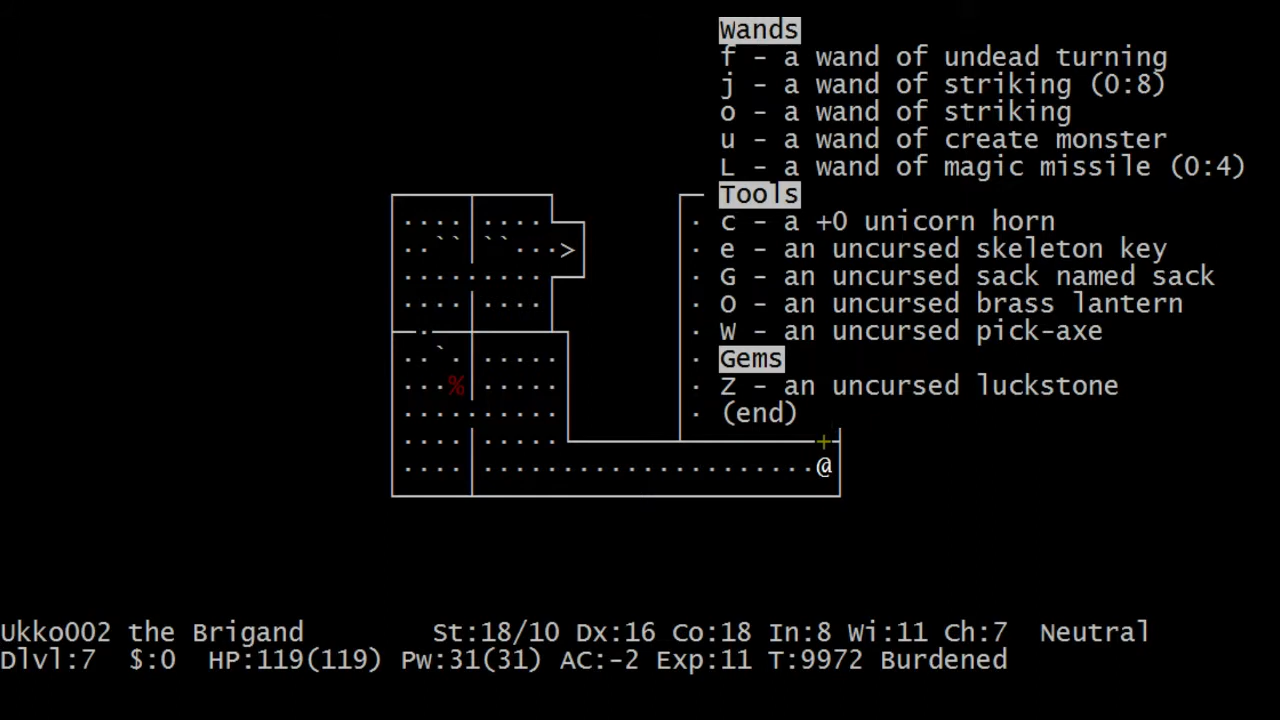 Wands
f - a wand of undead turning
j - a wand of striking (0:8)
o - a wand of striking
u - a wand of create monster
L - a wand of magic missile (0:4)
Tools
c - a +0 unicorn horn
e - an uncursed skeleton key
G - an uncursed sack named sack
O - an uncursed brass lantern
W - an uncursed pick-axe
Gems
Z - an uncursed luckstone
(end)
Ukko002 the Brigand St:18/10 Dx:16 Co:18 In:8 Wi:11 Ch:7 Neutral
Dlvl:7 $:0 HP:119(119) Pw:31(31) AC:-2 Exp:11 T:9972 Burdened